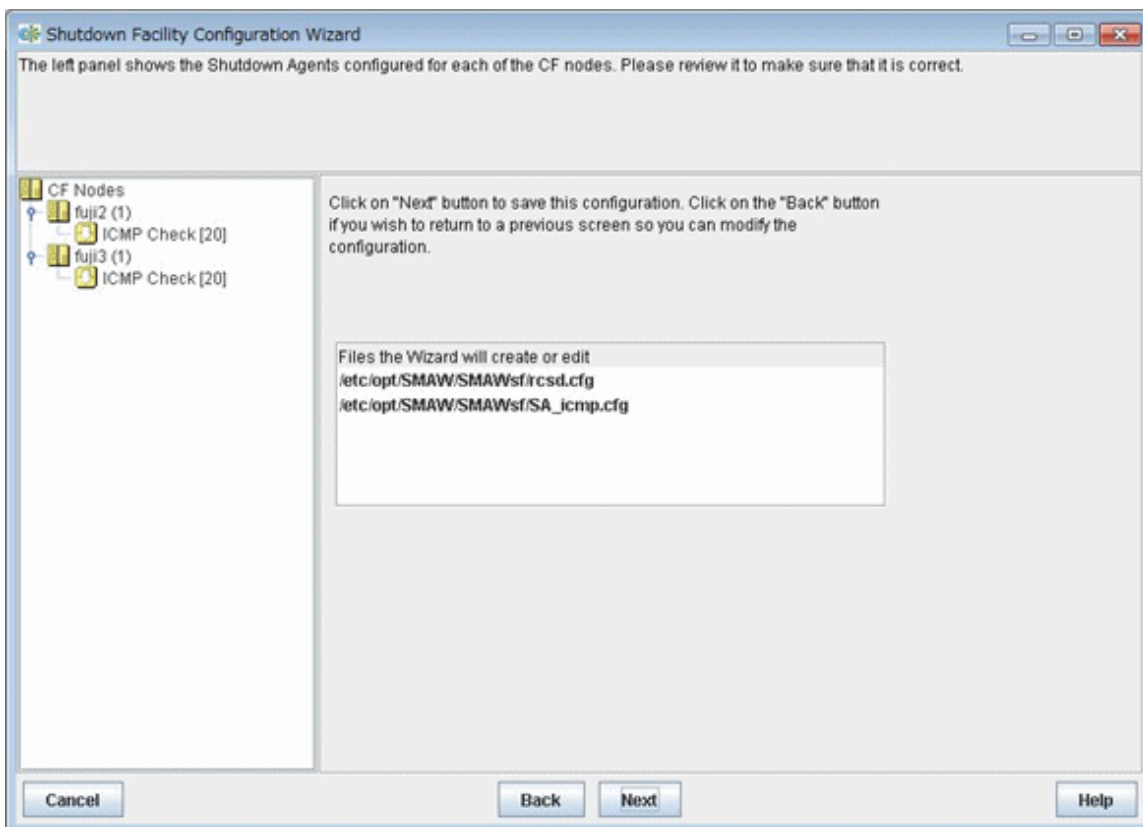 Shutdown Facility Configuration Wizard
The left panel shows the Shutdown Agents configured for each of the CF nodes. Please review it to make sure that it is correct.
CF Nodes
fuji2 (1)
ICMP Check [20]
fuji3 (1)
ICMP Check [20]
Click on "Next" button to save this configuration. Click on the "Back" button
if you wish to return to a previous screen so you can modify the
configuration.
Files the Wizard will create or edit
/etc/opt/SMAW/SMAWsf/rcsd.cfg
/etc/opt/SMAW/SMAWsf/SA_icmp.cfg
Cancel
Back
Next
Help